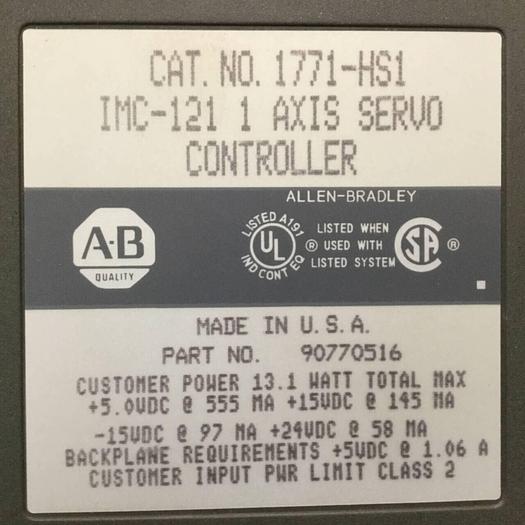 CAT. NO. 1771-HS1
IMC-121 1 AXIS SERVO
CONTROLLER
ALLEN-BRADLEY
A·B
QUALITY
LISTED A191
UL
IND CONT EQ
®
LISTED WHEN
USED WITH
LISTED SYSTEM
SA
®
MADE IN U.S.A.
PART NO. 90770516
CUSTOMER POWER 13.1 WATT TOTAL MAX
+5.0VDC @ 555 MA +15VDC @ 145 MA
-15VDC @ 97 MA +24VDC @ 58 MA
BACKPLANE REQUIREMENTS +5VDC @ 1.06 A
CUSTOMER INPUT PWR LIMIT CLASS 2